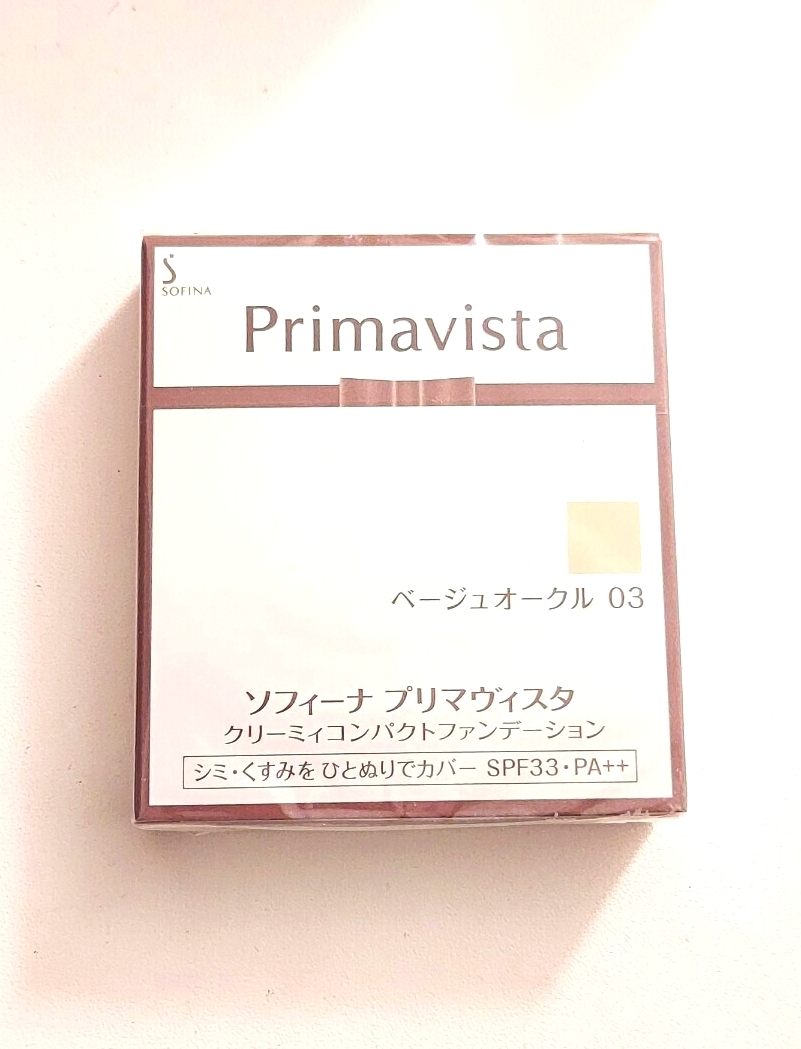 SOFINA
Primavista
ベージュオークル 03
ソフィーナ プリマヴィスタ
クリーミィコンパクトファンデーション
シミ・くすみを ひとぬりでカバー SPF33・PA++